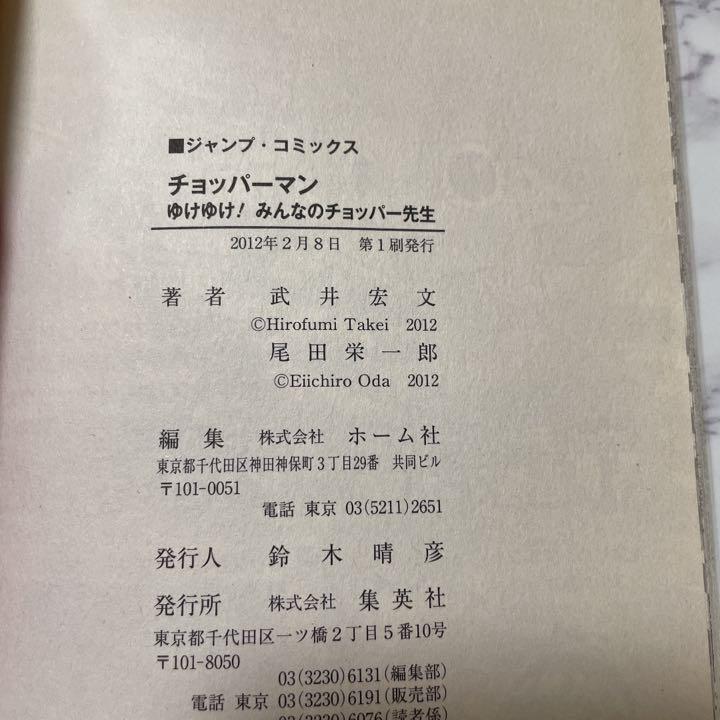 ■ジャンプ・コミックス
チョッパーマン
ゆけゆけ！みんなのチョッパー先生
2012年2月8日 第1刷発行
著者 武井宏文
©Hirofumi Takei 2012
尾田栄一郎
©Eiichiro Oda 2012
編集 株式会社 ホーム社
東京都千代田区神田神保町3丁目29番 共同ビル
〒101-0051
電話 東京 03(5211)2651
発行人 鈴木晴彦
発行所 株式会社 集英社
東京都千代田区一ツ橋2丁目5番10号
〒101-8050
03(3230)6131(編集部)
電話 東京 03(3230)6191(販売部)
03(3230)6076(読者係)